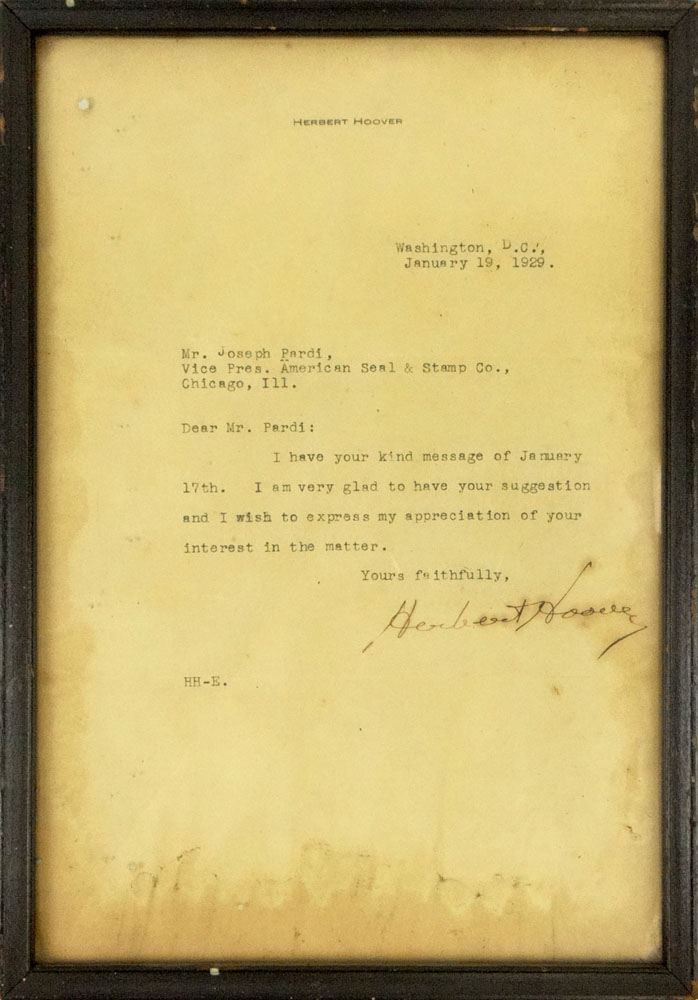 HERBERT HOOVER
Washington, D.C.,
January 19, 1929.
Mr. Joseph Pardi,
Vice Pres. American Seal & Stamp Co.,
Chicago, Ill.
Dear Mr. Pardi:
I have your kind message of January
17th. I am very glad to have your suggestion
and I wish to express my appreciation of your
interest in the matter.
Yours faithfully,
Herbert Hoover
HH-E.